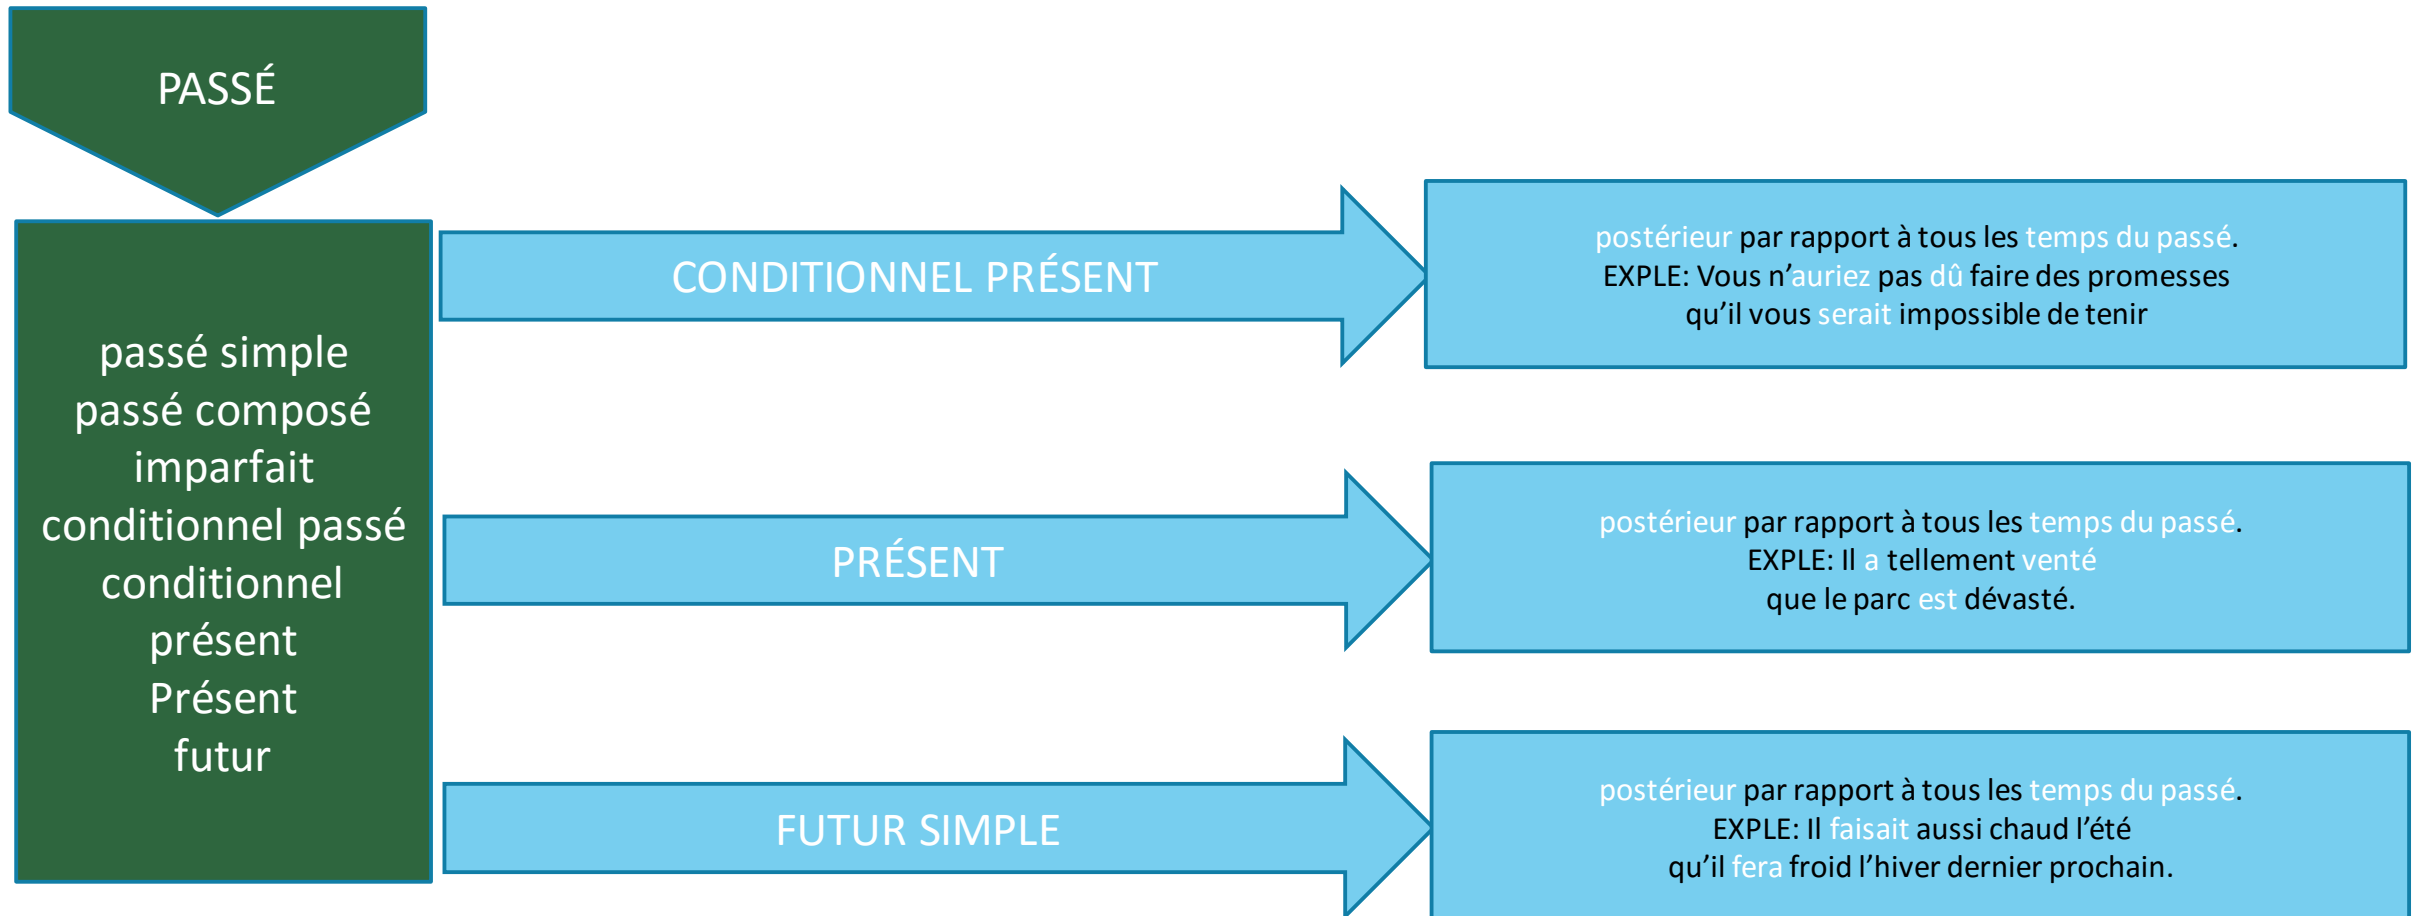 PASSÉ
passé simple
passé composé
imparfait
conditionnel passé
conditionnel
présent
Présent
futur
CONDITIONNEL PRÉSENT
postérieur par rapport à tous les temps du passé.
EXPLE: Vous n’auriez pas dû faire des promesses
qu’il vous serait impossible de tenir
PRÉSENT
postérieur par rapport à tous les temps du passé.
EXPLE: Il a tellement venté
que le parc est dévasté.
FUTUR SIMPLE
postérieur par rapport à tous les temps du passé.
EXPLE: Il faisait aussi chaud l’été
qu’il fera froid l’hiver dernier prochain.